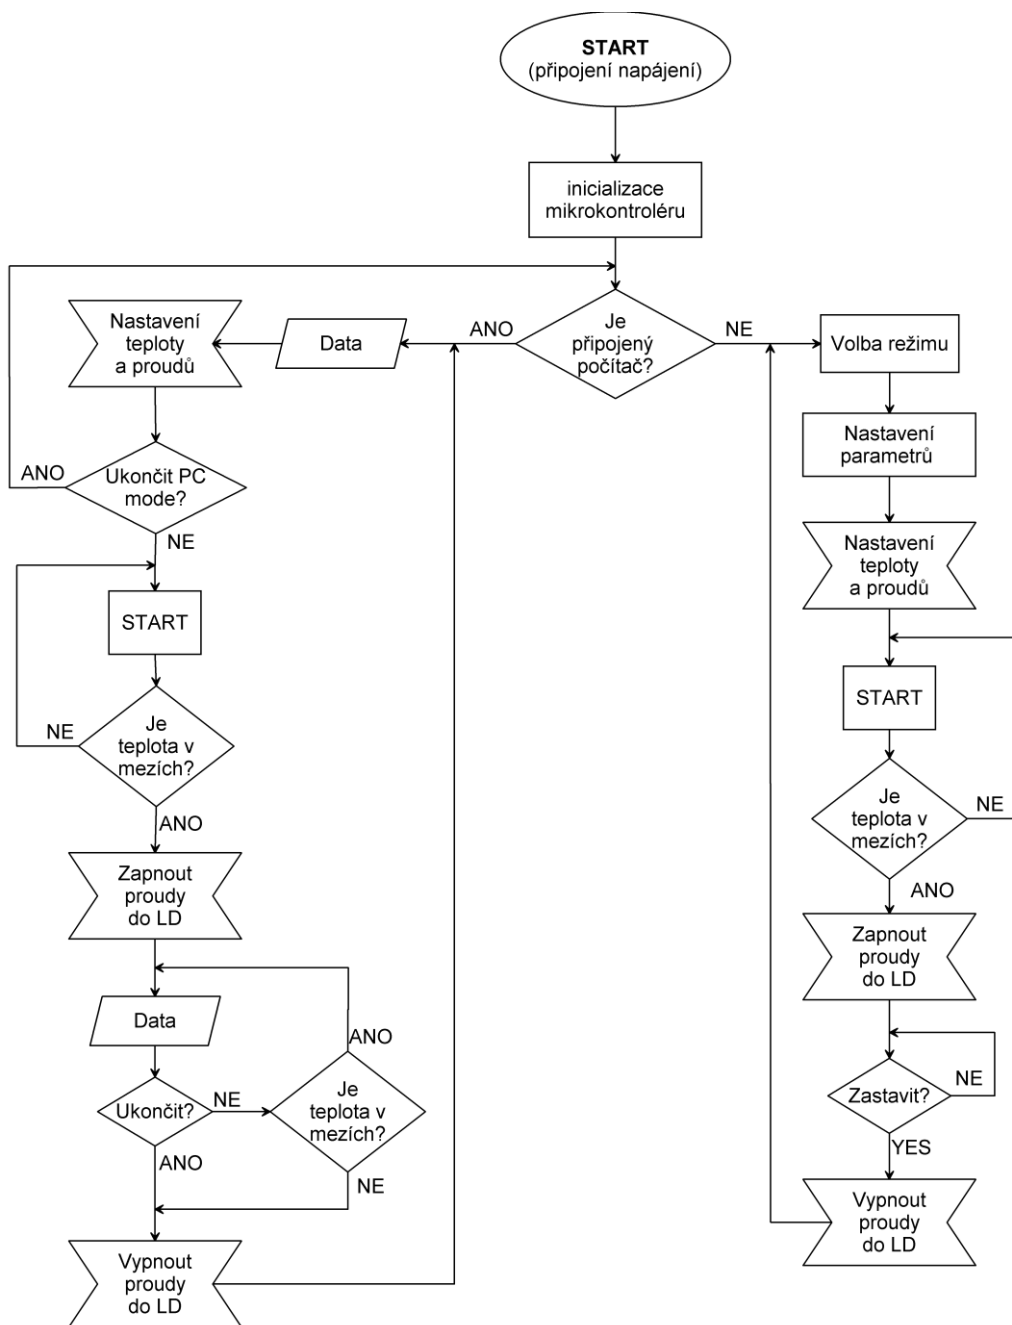 START
(připojení napájení)
inicializace
mikrokontroléru
Je
připojený
počítač?
ANO
NE
Data
Nastavení
teploty
a proudů
Ukončit PC
mode?
ANO
NE
START
Je
teplota v
mezích?
NE
ANO
Zapnout
proudy
do LD
Data
Ukončit?
NE
ANO
Je
teplota v
mezích?
ANO
NE
Vypnout
proudy
do LD
Volba režimu
Nastavení
parametrů
Nastavení
teploty
a proudů
START
Je
teplota v
mezích?
NE
ANO
Zapnout
proudy
do LD
Zastavit?
NE
YES
Vypnout
proudy
do LD